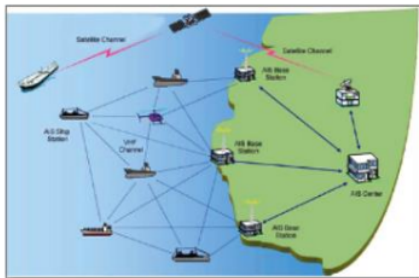 Satellite Channel
Satellite Channel
AIS Base
Station
AIS Ship
Station
VHF
Channel
AIS Base
Station
AIS Center
AIS Base
Station